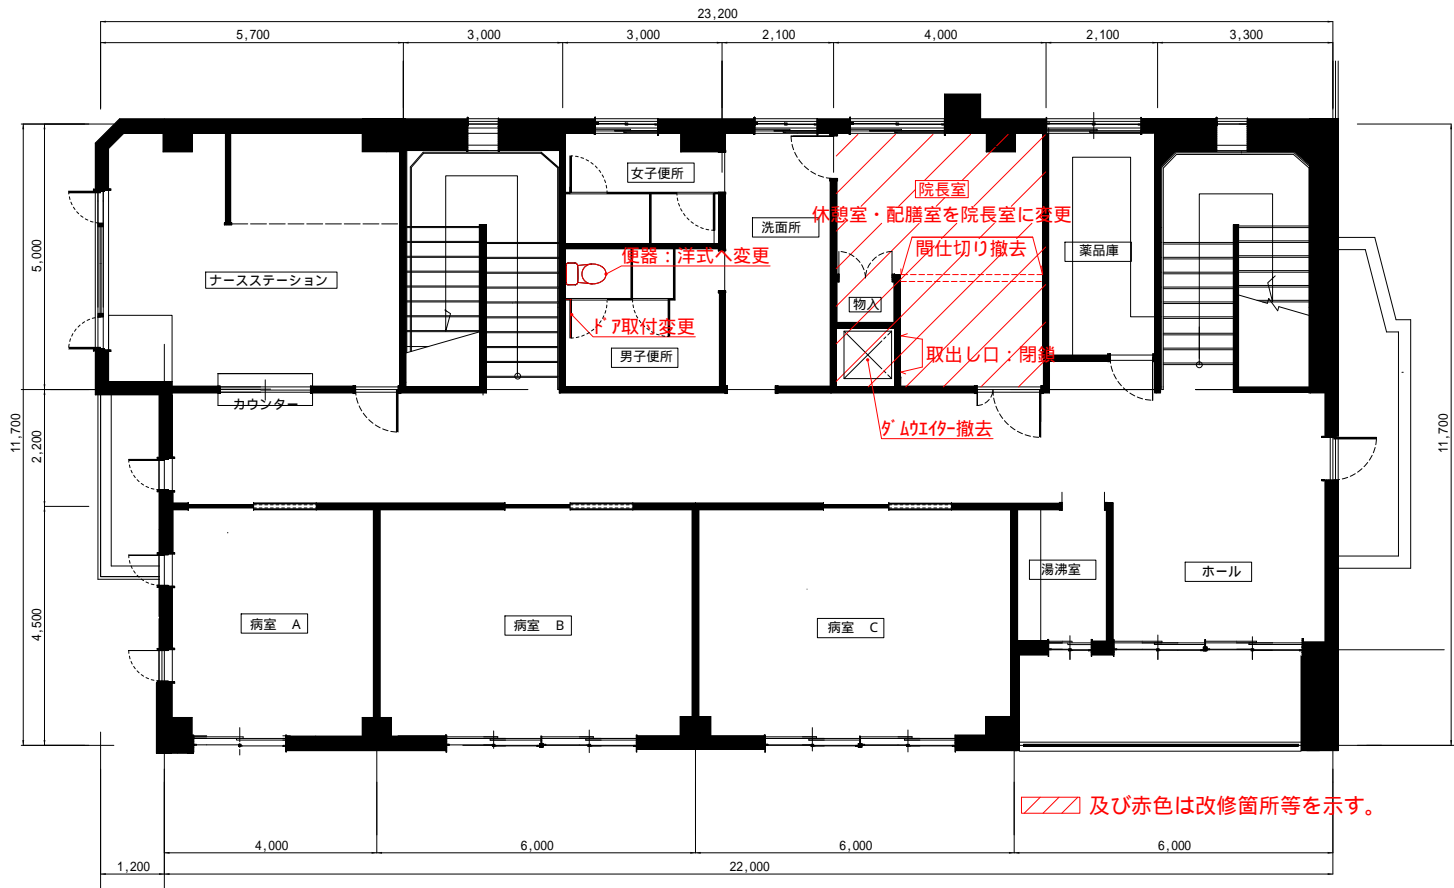 23,200
5,700
3,000
3,000
2,100
4,000
2,100
3,300
女子便所
院長室
休憩室・配膳室を院長室に変更
洗面所
間仕切り撤去
薬品庫
便器：洋式へ変更
ナースステーション
物入
ドア取付変更
男子便所
取出し口：閉鎖
カウンター
ダムウエイター撤去
5,000
11,700
2,200
4,500
11,700
湯沸室
ホール
病室 A
病室 B
病室 C
及び赤色は改修箇所等を示す。
4,000
6,000
6,000
6,000
1,200
22,000